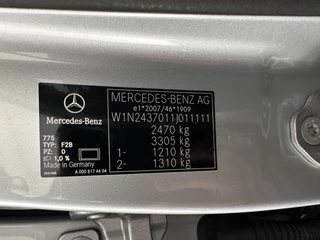 Mercedes-Benz
775
TYP: F2B
PZ: 0
1,0 %
Made in Germany
A 000 817 44 04
MERCEDES-BENZ AG
e1*2007/46*1909
W1N2437011J011111
2470 kg
3305 kg
1- 1210 kg
2- 1310 kg